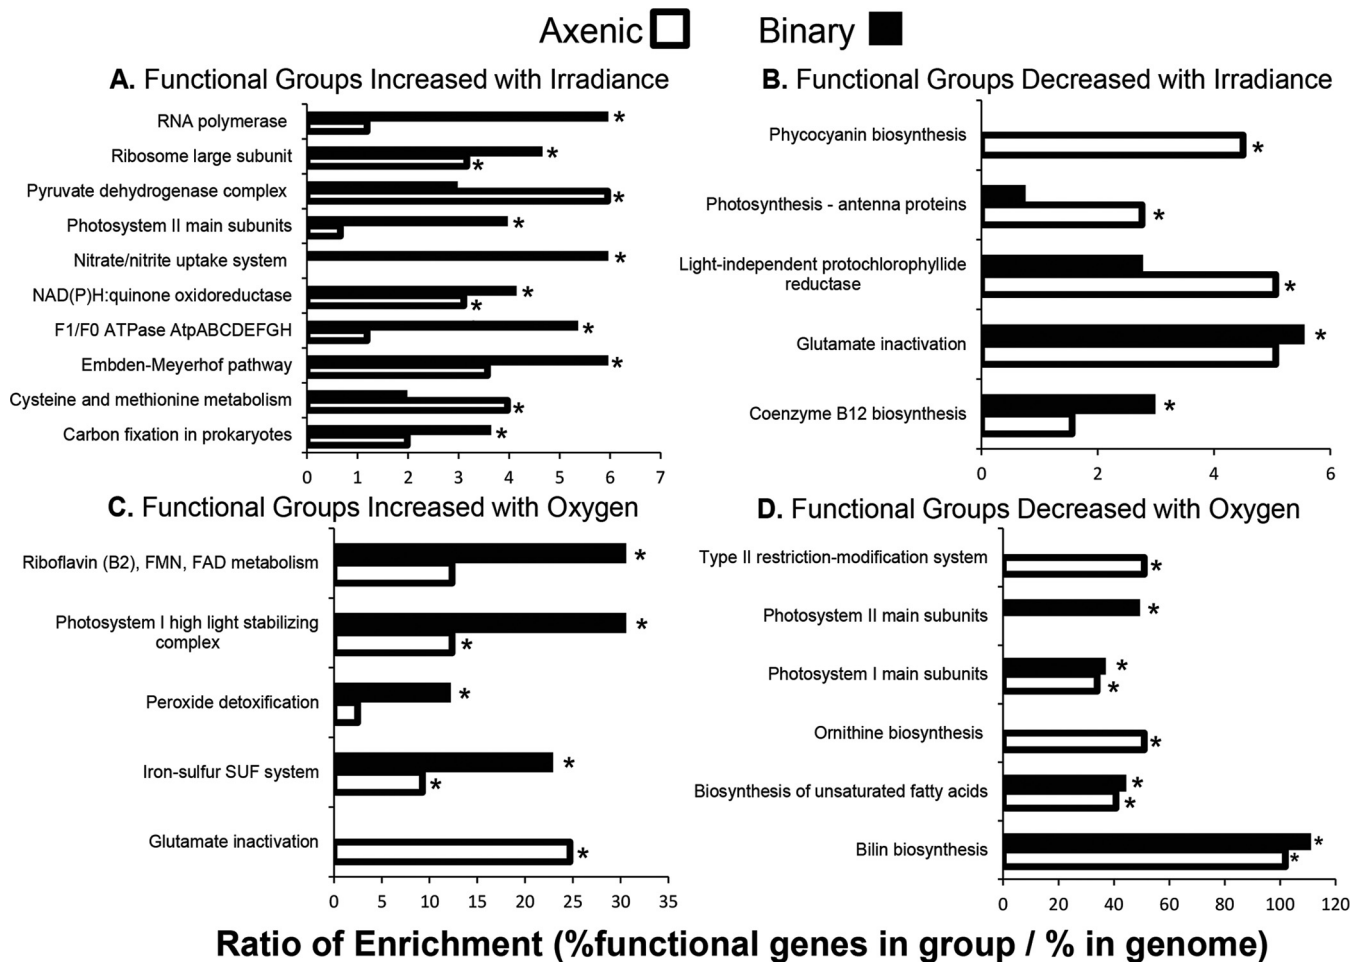 Axenic Binary
A. Functional Groups Increased with Irradiance
RNA polymerase *
Ribosome large subunit * *
Pyruvate dehydrogenase complex *
Photosystem II main subunits *
Nitrate/nitrite uptake system *
NAD(P)H:quinone oxidoreductase * *
F1/F0 ATPase AtpABCDEFGH *
Embden-Meyerhof pathway *
Cysteine and methionine metabolism *
Carbon fixation in prokaryotes *
0 1 2 3 4 5 6 7
B. Functional Groups Decreased with Irradiance
Phycocyanin biosynthesis *
Photosynthesis - antenna proteins *
Light-independent protochlorophyllide
reductase *
Glutamate inactivation *
Coenzyme B12 biosynthesis *
0 2 4 6
C. Functional Groups Increased with Oxygen
Riboflavin (B2), FMN, FAD metabolism *
Photosystem I high light stabilizing *
complex *
Peroxide detoxification *
Iron-sulfur SUF system * *
Glutamate inactivation *
0 5 10 15 20 25 30 35
D. Functional Groups Decreased with Oxygen
Type II restriction-modification system *
Photosystem II main subunits *
Photosystem I main subunits * *
Ornithine biosynthesis *
Biosynthesis of unsaturated fatty acids * *
Bilin biosynthesis * *
0 20 40 60 80 100 120
Ratio of Enrichment (%functional genes in group / % in genome)